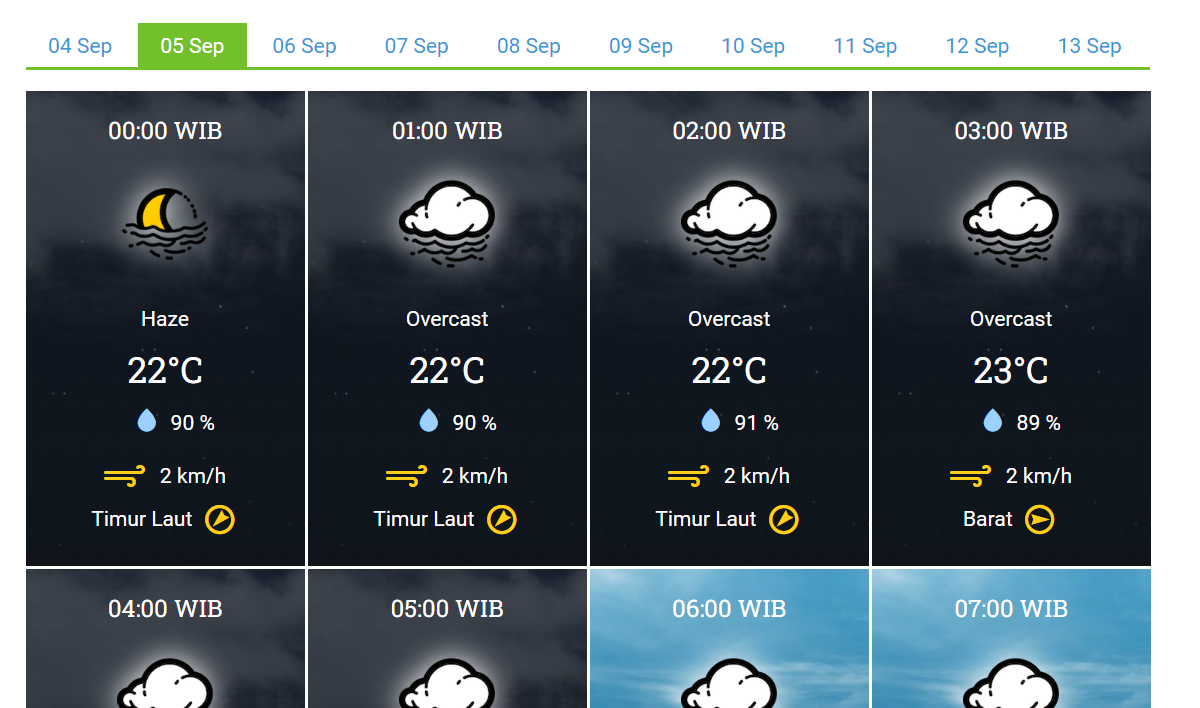 04 Sep 05 Sep 06 Sep 07 Sep 08 Sep 09 Sep 10 Sep 11 Sep 12 Sep 13 Sep
00:00 WIB
Haze
22°C
90 %
2 km/h
Timur Laut
01:00 WIB
Overcast
22°C
90 %
2 km/h
Timur Laut
02:00 WIB
Overcast
22°C
91 %
2 km/h
Timur Laut
03:00 WIB
Overcast
23°C
89 %
2 km/h
Barat
04:00 WIB
05:00 WIB
06:00 WIB
07:00 WIB